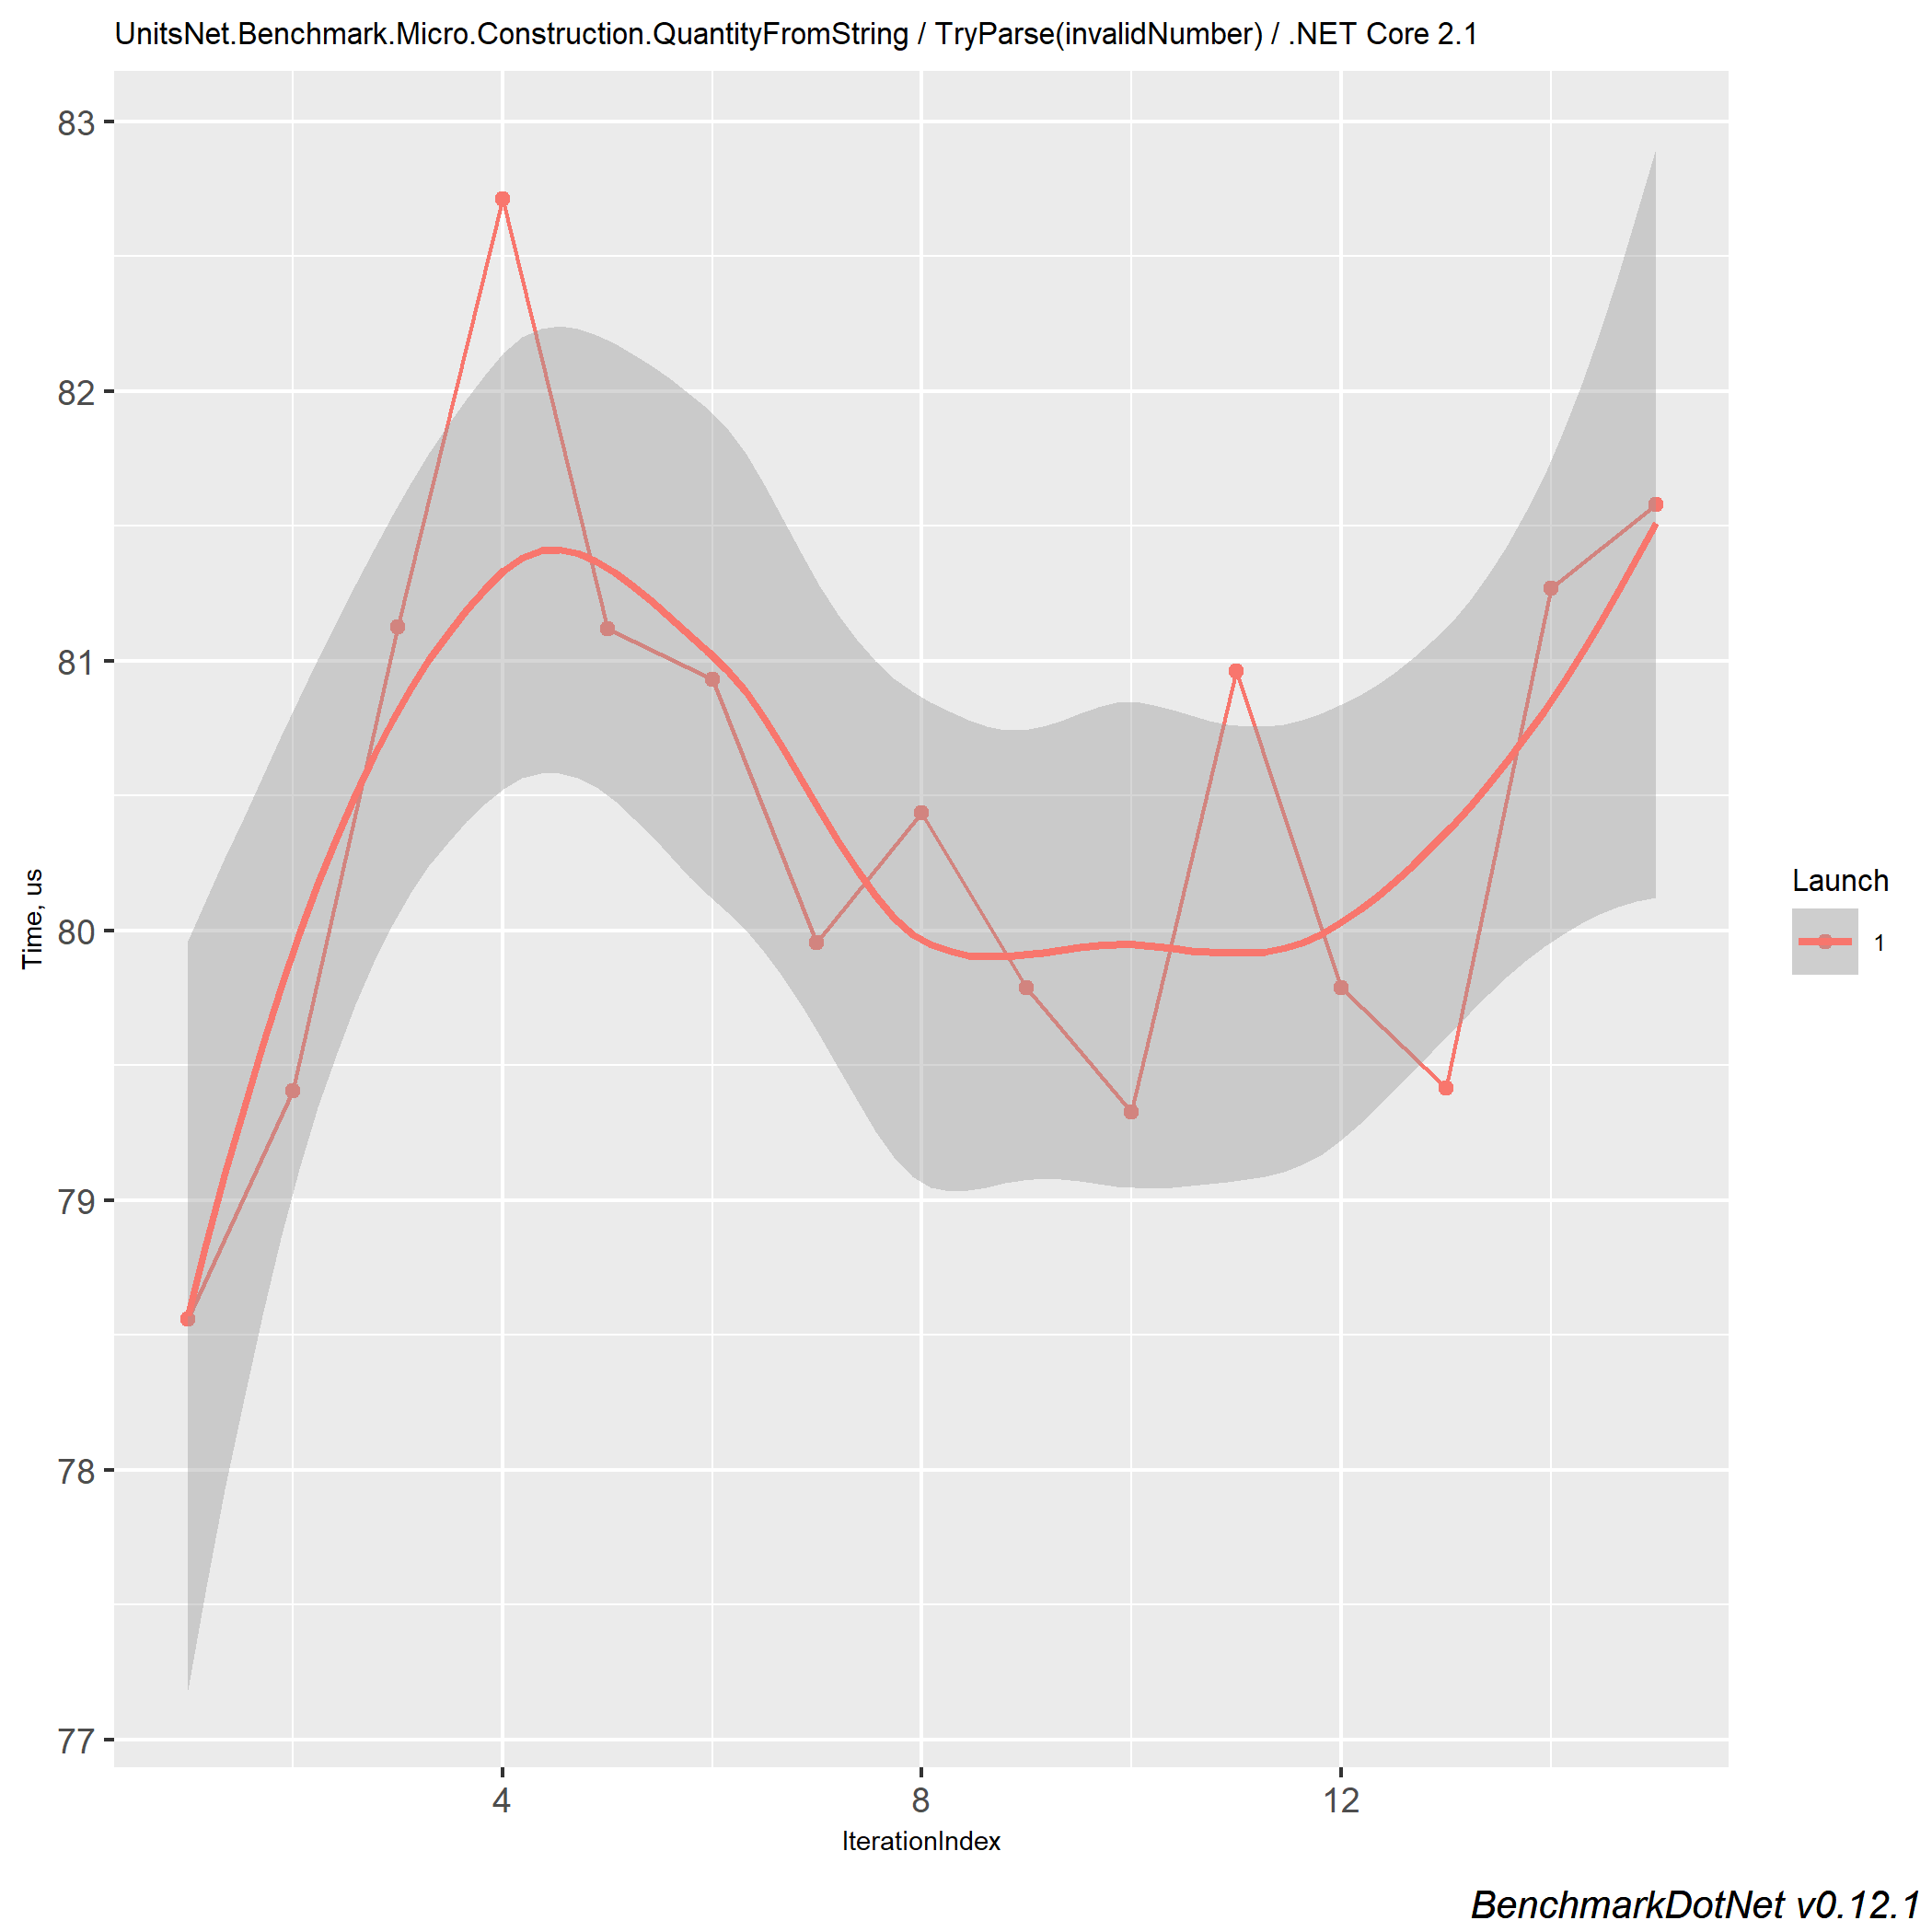 UnitsNet.Benchmark.Micro.Construction.QuantityFromString / TryParse(invalidNumber) / .NET Core 2.1
83
82
81
80
79
78
77
Time, us
4 8 12
IterationIndex
Launch
1
BenchmarkDotNet v0.12.1